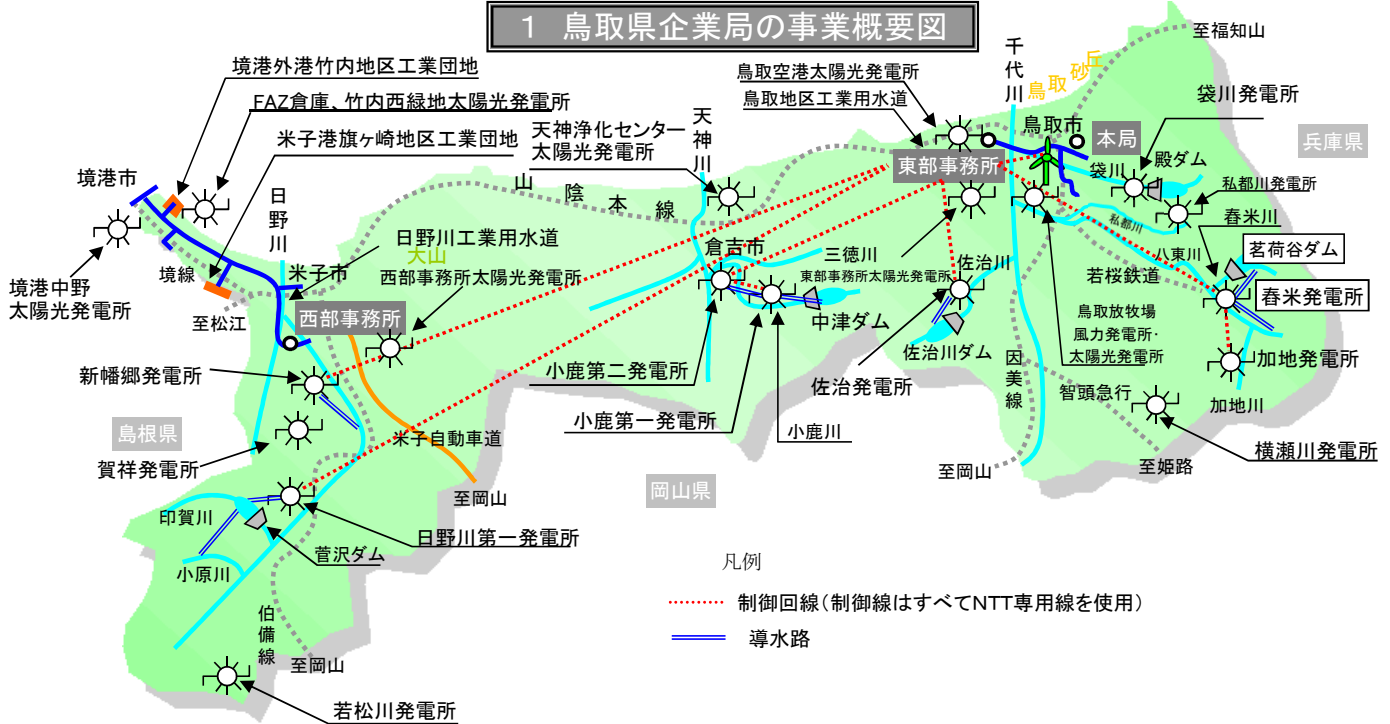 1 鳥取県企業局の事業概要図
境港外港竹内地区工業団地
FAZ倉庫、竹内西緑地太陽光発電所
米子港旗ヶ崎地区工業団地
境港市
日野川
境港中野
太陽光発電所
境線
米子市
至松江
日野川工業用水道
大山
西部事務所太陽光発電所
西部事務所
新幡郷発電所
島根県
賀祥発電所
米子自動車道
至岡山
印賀川
菅沢ダム
日野川第一発電所
小原川
伯備線
至岡山
若松川発電所
山陰本線
天神浄化センター
太陽光発電所
天神川
倉吉市
三徳川
中津ダム
小鹿第二発電所
小鹿第一発電所
小鹿川
岡山県
鳥取空港太陽光発電所
鳥取地区工業用水道
東部事務所
東部事務所太陽光発電所
佐治川
佐治川ダム
佐治発電所
千代川
鳥取砂丘
鳥取市
本局
至福知山
袋川発電所
兵庫県
袋川
殿ダム
私都川発電所
私都川
春米川
八東川
茗荷谷ダム
若桜鉄道
春米発電所
鳥取放牧場
風力発電所・
太陽光発電所
加地発電所
因美線
智頭急行
加地川
横瀬川発電所
至岡山
至姫路
凡例
制御回線(制御線はすべてNTT専用線を使用)
導水路